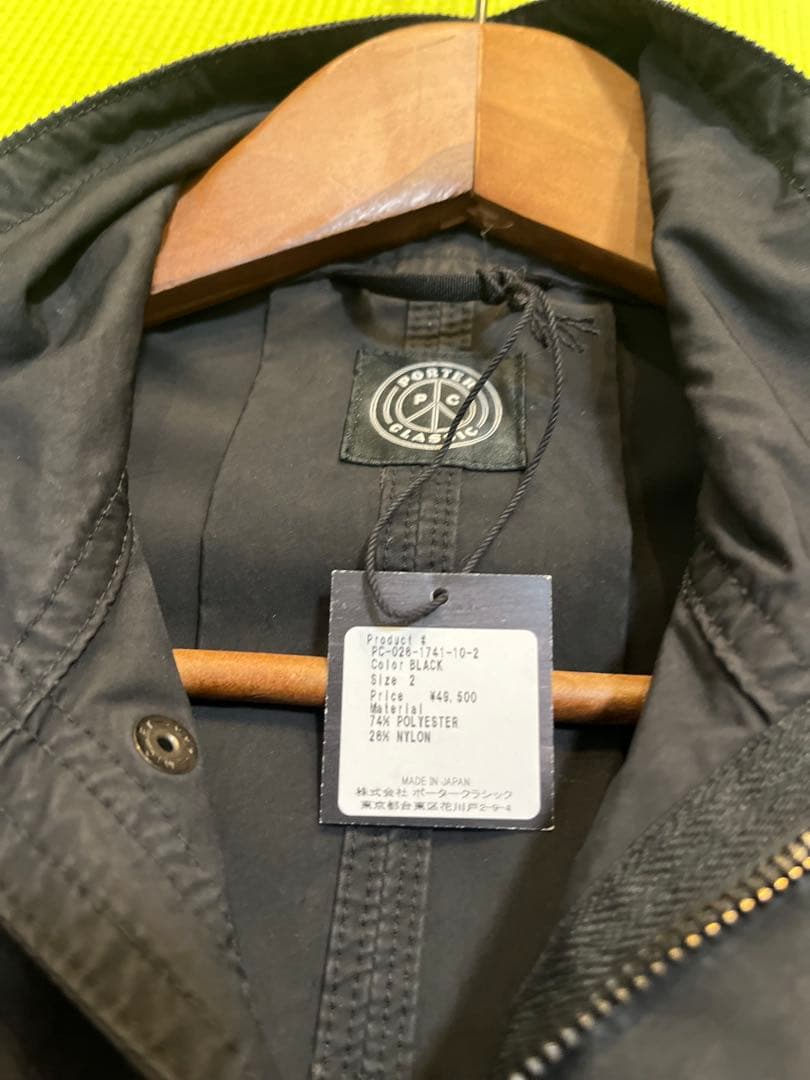 PORTER
P C
CLASSIC
Product #
PC-026-1741-10-2
Color BLACK
Size 2
Price ¥49,500
Material
74% POLYESTER
26% NYLON
MADE IN JAPAN
株式会社 ポータークラシック
東京都台東区花川戸2-9-4